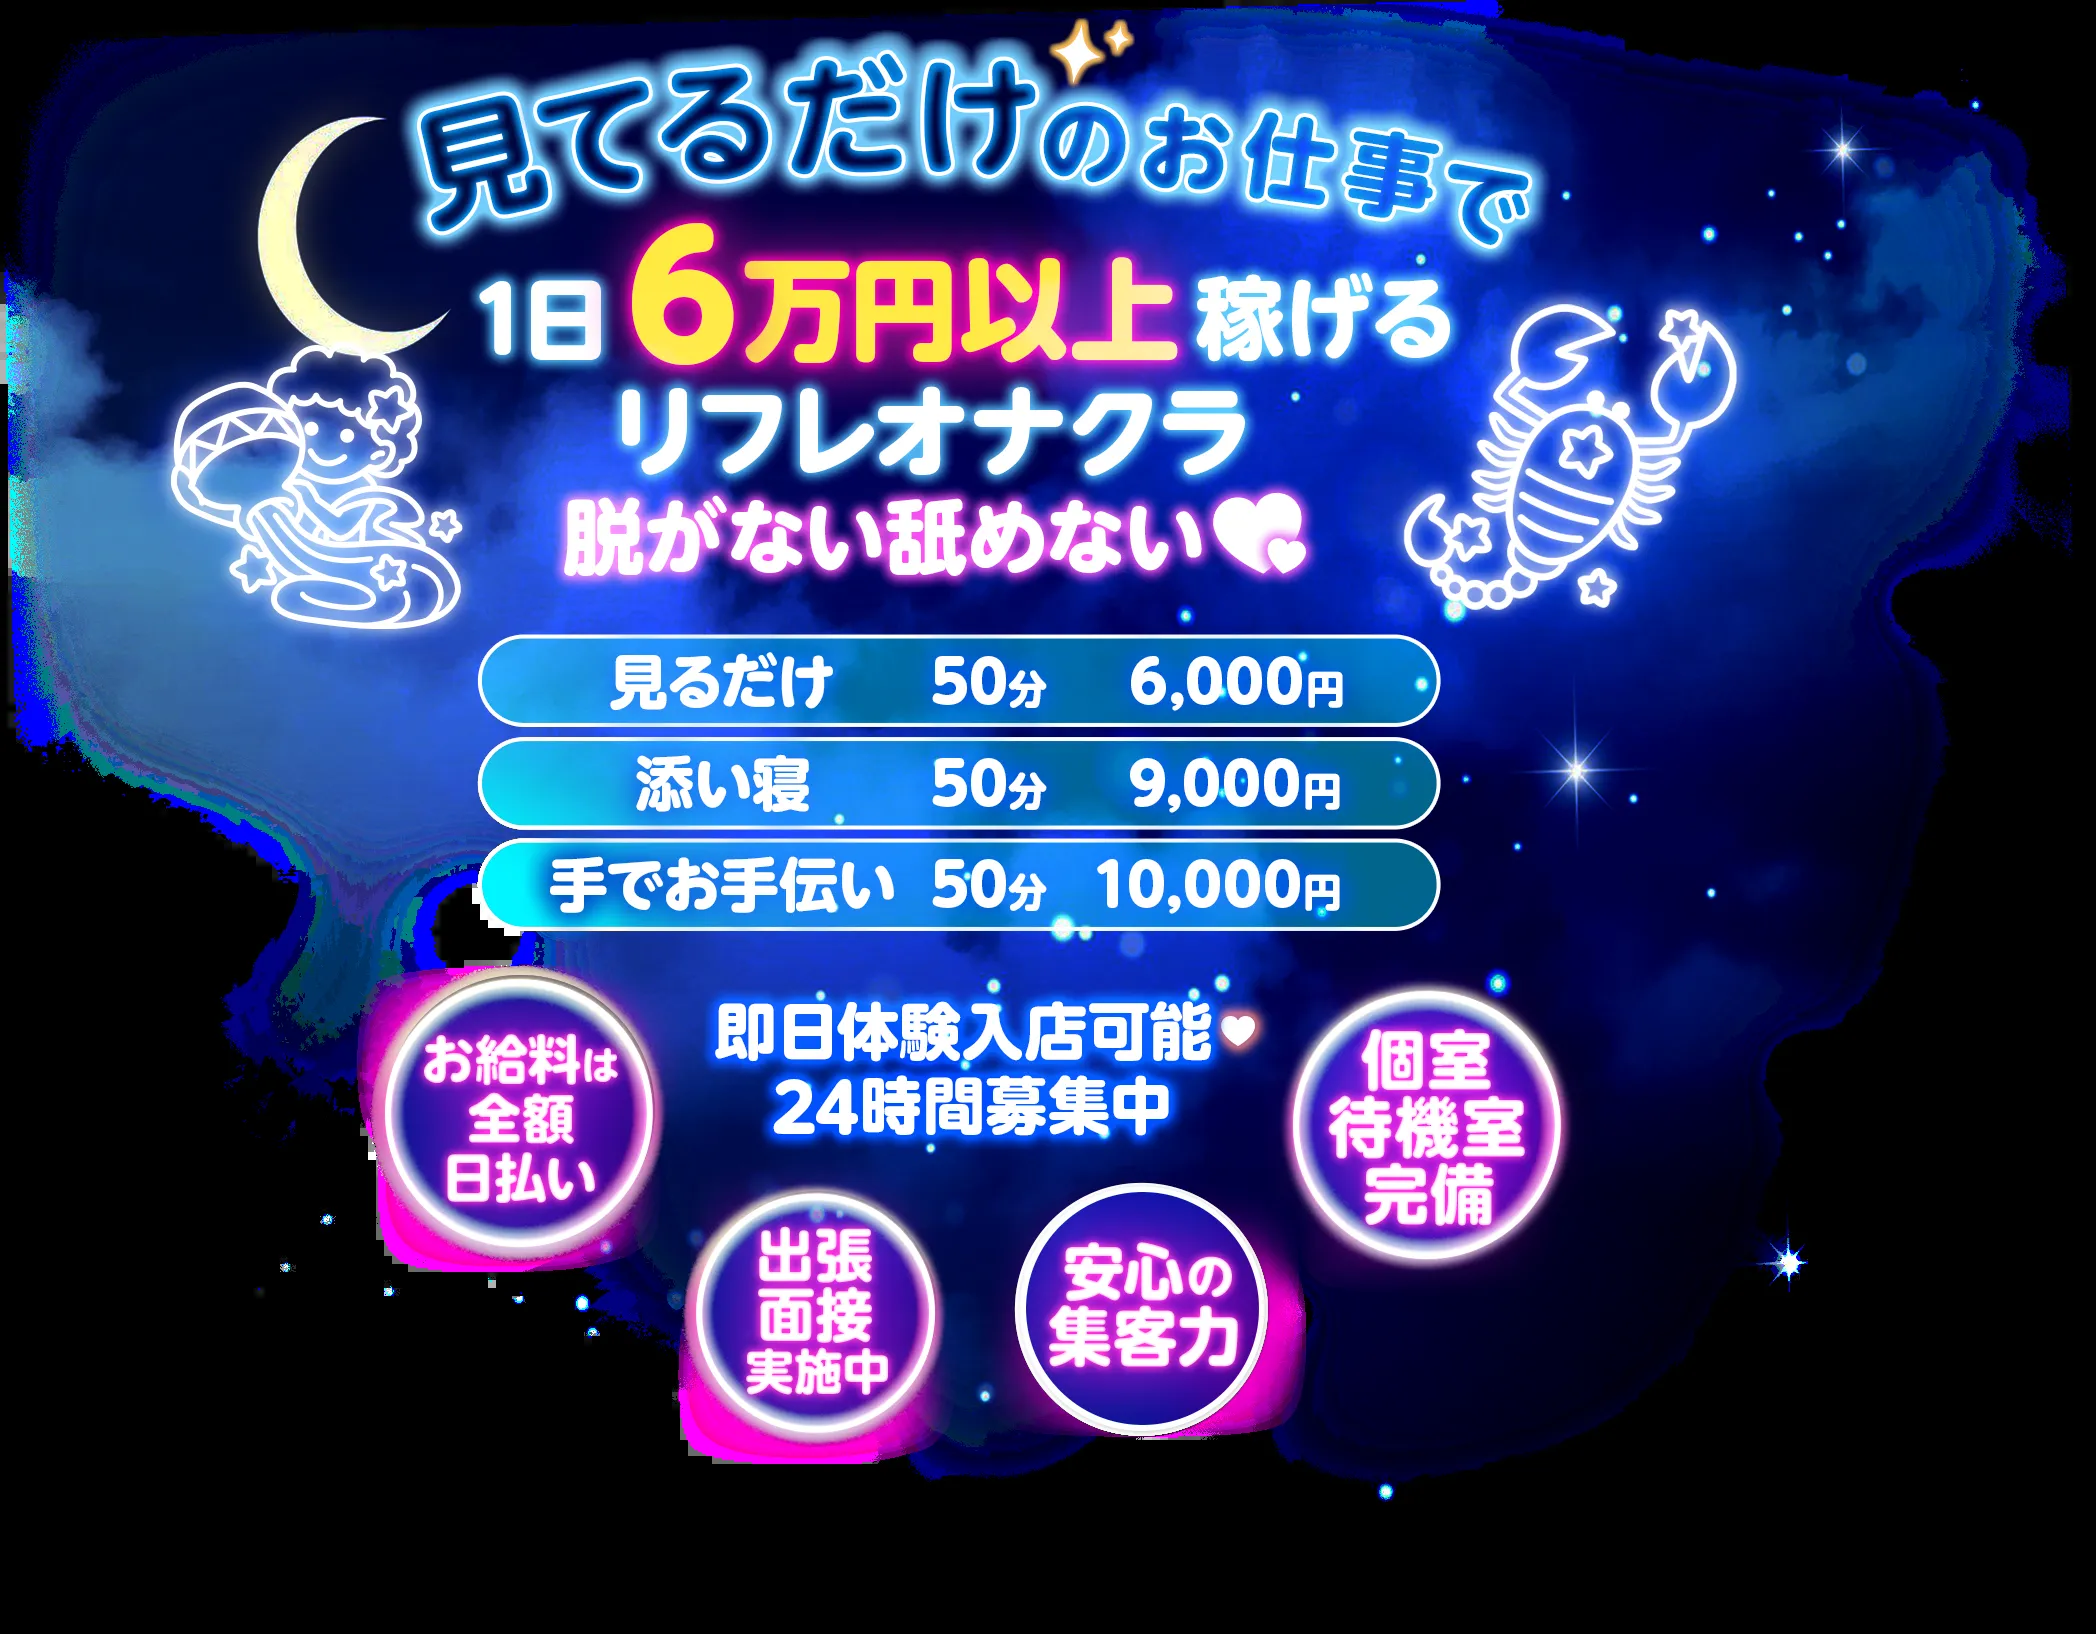 見てるだけのお仕事で
1日6万円以上稼げる
リフレオナクラ
脱がない舐めない
見るだけ 50分 6,000円
添い寝 50分 9,000円
手でお手伝い 50分 10,000円
即日体験入店可能
24時間募集中
お給料は
全額
日払い
出張
面接
実施中
安心の
集客力
個室
待機室
完備